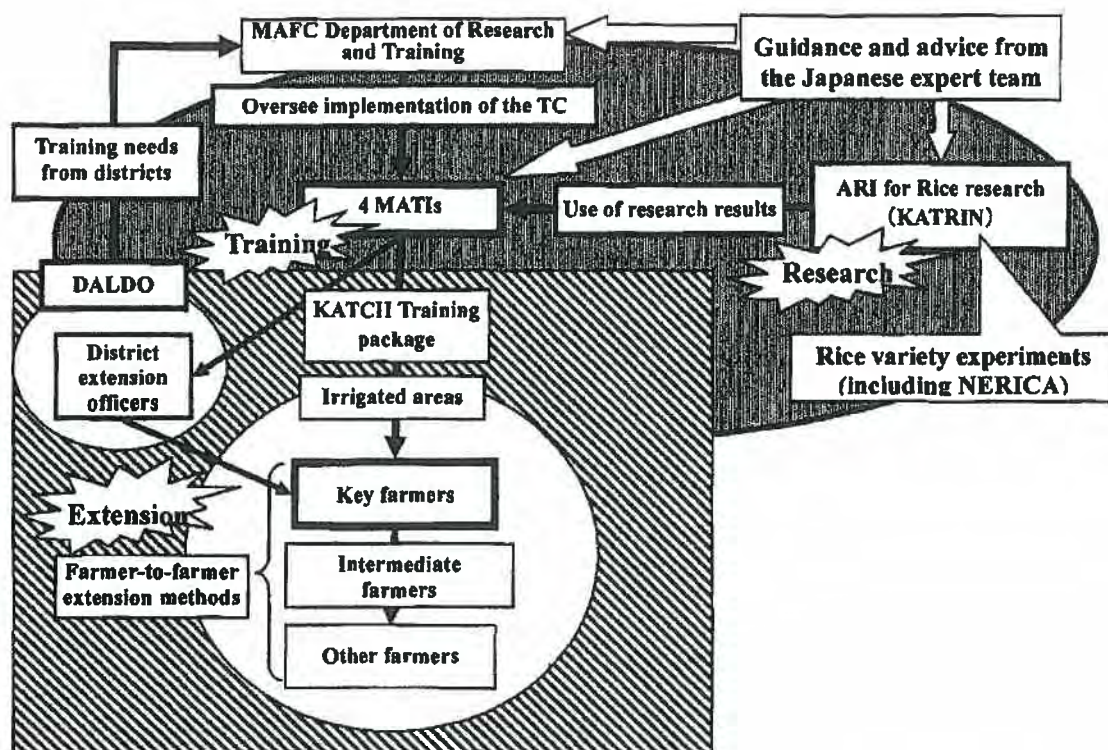 MAFC Department of Research
and Training
Guidance and advice from
the Japanese expert team
Oversee implementation of the TC
Training needs
from districts
4 MATIs
Use of research results
ARI for Rice research
(KATRIN)
Training
Research
DALDO
KATCH Training
package
District
extension
officers
Rice variety experiments
(including NERICA)
Irrigated areas
Key farmers
Extension
Farmer-to-farmer
extension methods
Intermediate
farmers
Other farmers